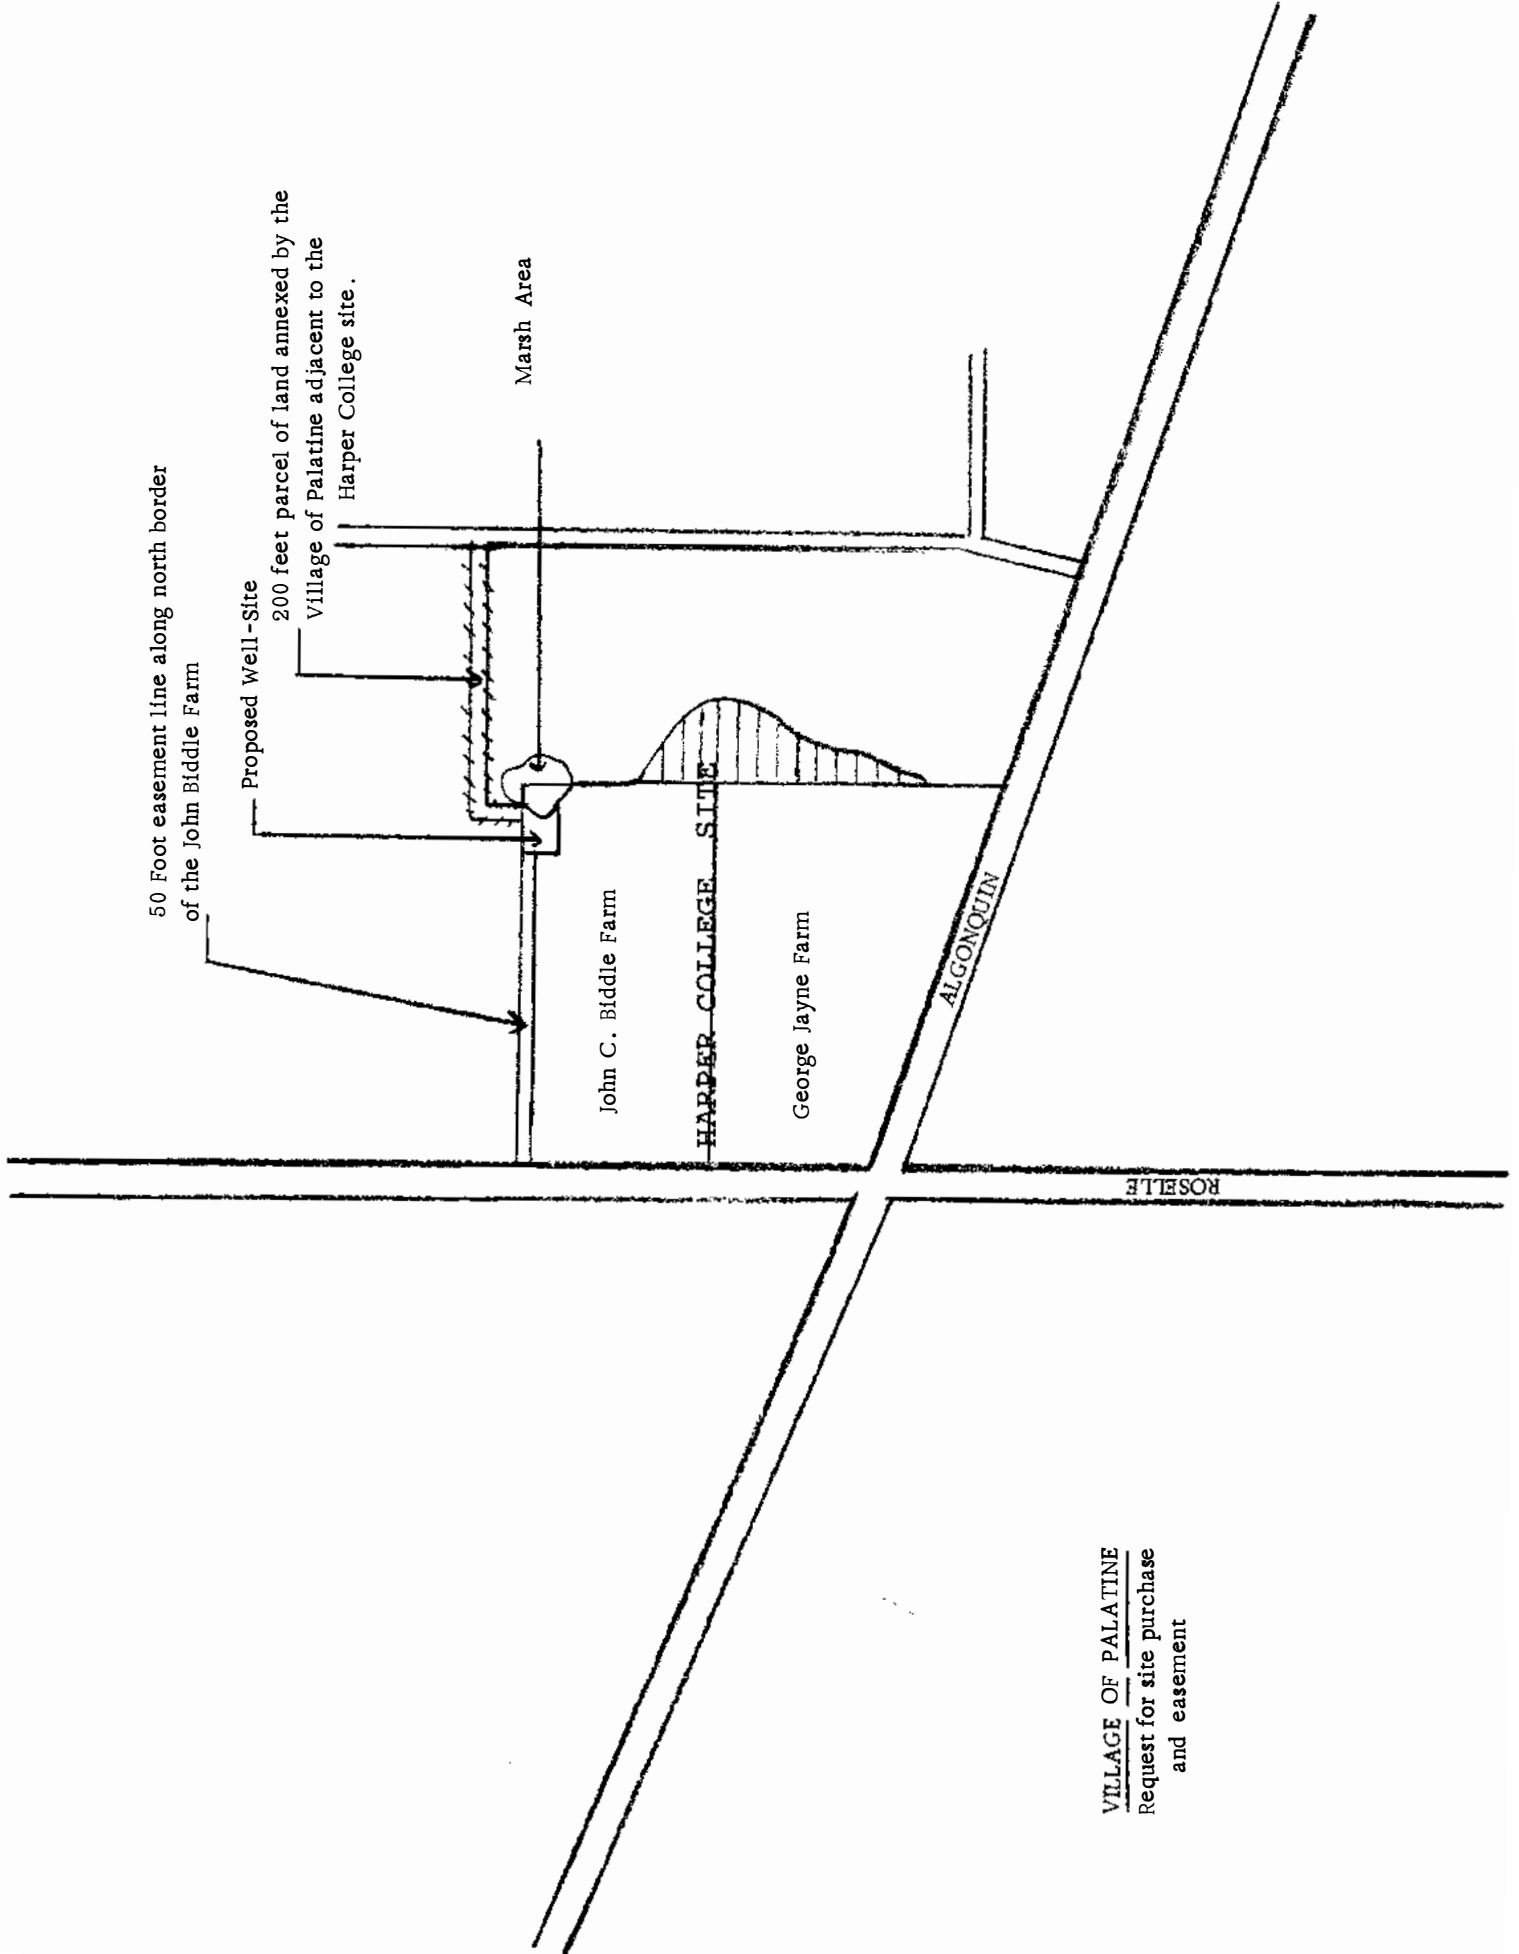 50 Foot easement line along north border
of the John Biddle Farm
Proposed Well-Site
200 feet parcel of land annexed by the
Village of Palatine adjacent to the
Harper College site.
Marsh Area
John C. Biddle Farm
HARPER COLLEGE SITE
George Jayne Farm
ALGONQUIN
ROSELLE
VILLAGE OF PALATINE
Request for site purchase
and easement